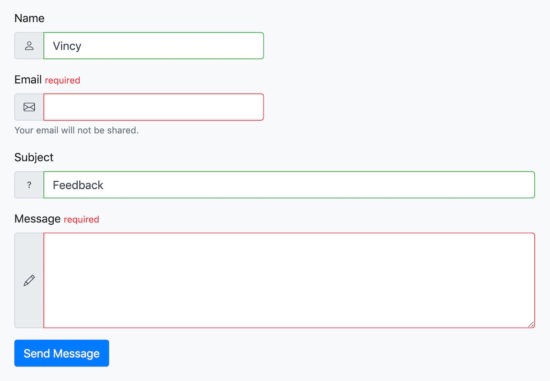 Name
Vincy
Email required
Your email will not be shared.
Subject
? Feedback
Message required
Send Message